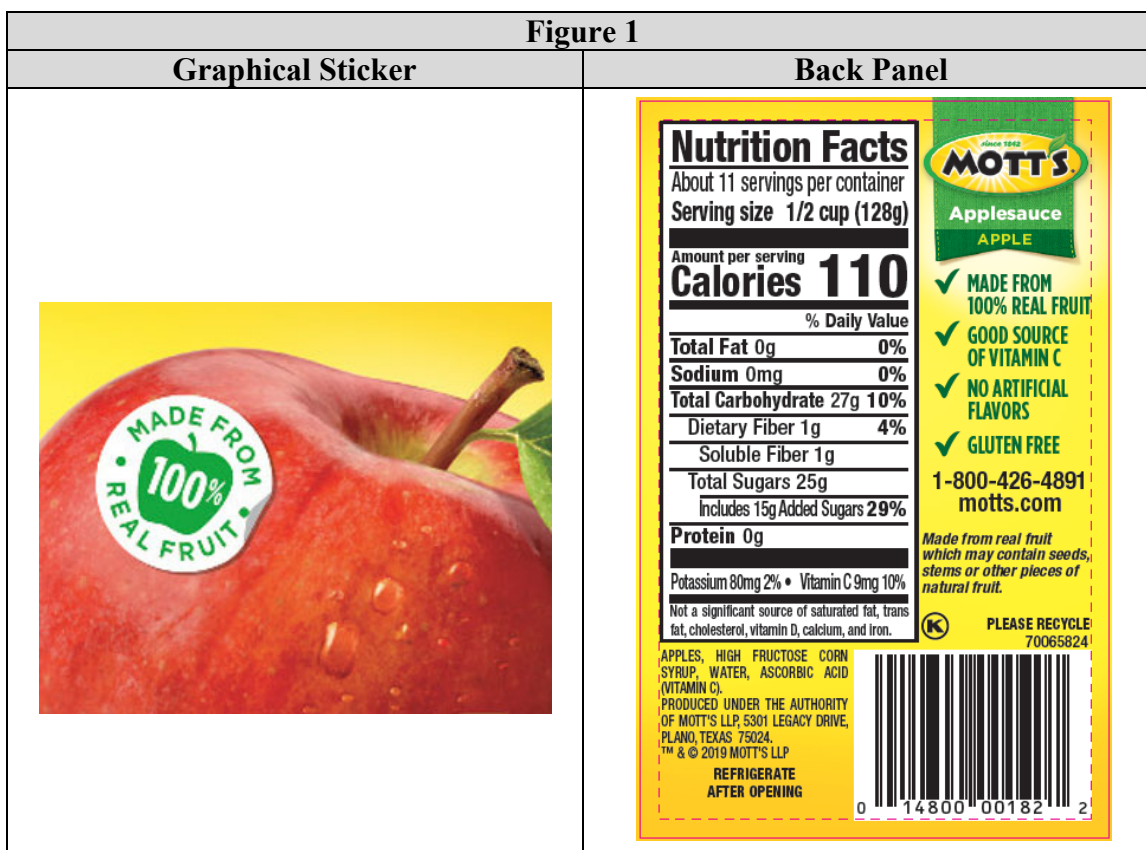 Figure 1
Graphical Sticker
Back Panel
MADE FROM
100%
REAL FRUIT
Nutrition Facts
About 11 servings per container
Serving size 1/2 cup (128g)
Amount per serving
Calories 110
% Daily Value
Total Fat 0g 0%
Sodium 0mg 0%
Total Carbohydrate 27g 10%
Dietary Fiber 1g 4%
Soluble Fiber 1g
Total Sugars 25g
Includes 15g Added Sugars 29%
Protein 0g
Potassium 80mg 2% • Vitamin C 9mg 10%
Not a significant source of saturated fat, trans
fat, cholesterol, vitamin D, calcium, and iron.
APPLES, HIGH FRUCTOSE CORN
SYRUP, WATER, ASCORBIC ACID
(VITAMIN C).
PRODUCED UNDER THE AUTHORITY
OF MOTT'S LLP, 5301 LEGACY DRIVE,
PLANO, TEXAS 75024.
™ & © 2019 MOTT'S LLP
REFRIGERATE
AFTER OPENING
since 1842
MOTT'S®
Applesauce
APPLE
MADE FROM
100% REAL FRUIT
GOOD SOURCE
OF VITAMIN C
NO ARTIFICIAL
FLAVORS
GLUTEN FREE
1-800-426-4891
motts.com
Made from real fruit
which may contain seeds,
stems or other pieces of
natural fruit.
K
PLEASE RECYCLE
70065824
0 14800 00182 2